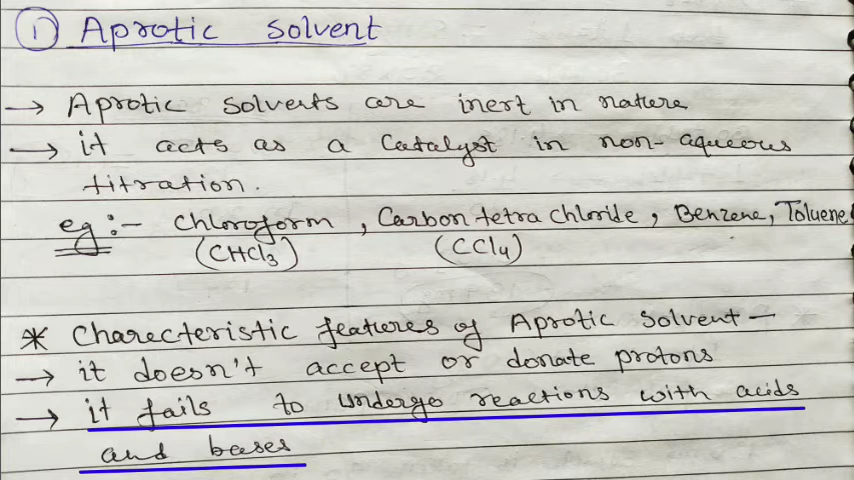 ① Aprotic solvent
→ Aprotic solvents are inert in nature
→ it acts as a catalyst in non-aqueous
titration.
eg:- Chloroform, Carbon tetra chloride, Benzene, Toluene
(CHCl3) (CCl4)
* Charecteristic features of Aprotic solvent -
→ it doesn't accept or donate protons
→ it fails to undergo reactions with acids
and bases